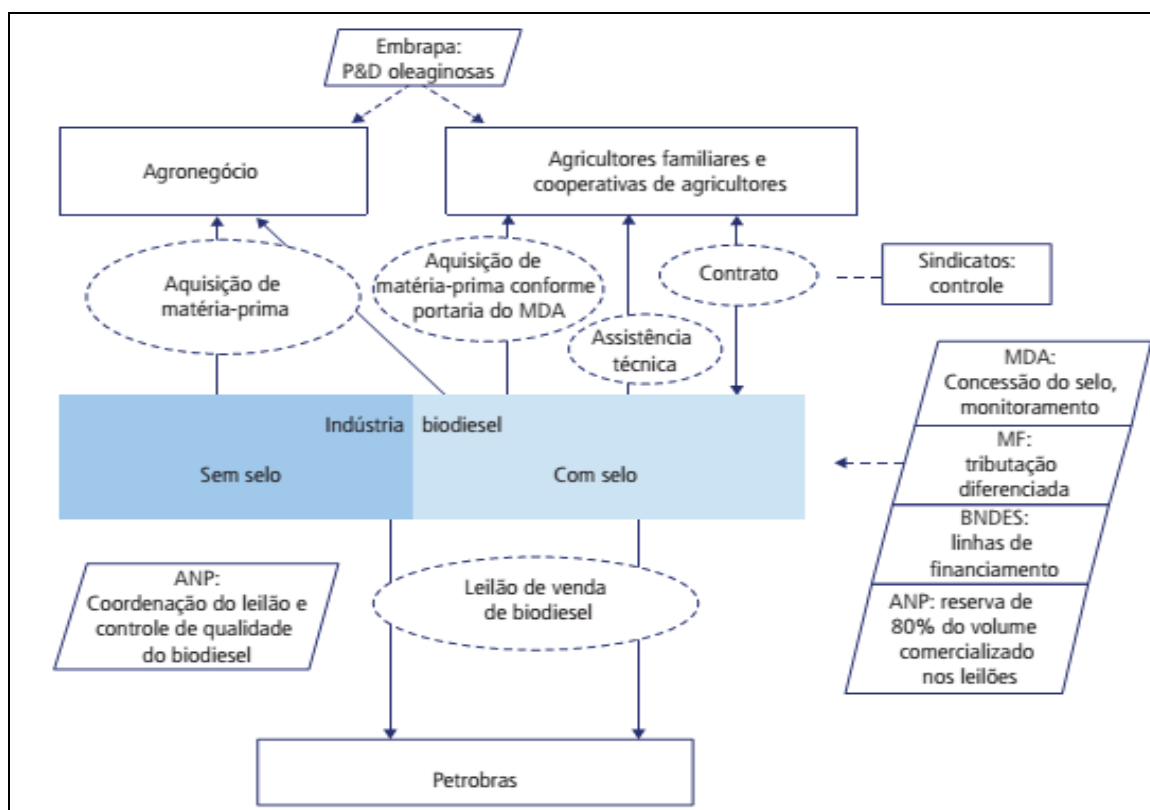 Embrapa:
P&D oleaginosas
Agronegócio
Agricultores familiares e
cooperativas de agricultores
Aquisição de
matéria-prima
Aquisição de
matéria-prima conforme
portaria do MDA
Assistência
técnica
Contrato
Sindicatos:
controle
Indústria biodiesel
Sem selo
Com selo
MDA:
Concessão do selo,
monitoramento
MF:
tributação
diferenciada
BNDES:
linhas de
financiamento
ANP: reserva de
80% do volume
comercializado
nos leilões
ANP:
Coordenação do leilão e
controle de qualidade
do biodiesel
Leilão de venda
de biodiesel
Petrobras